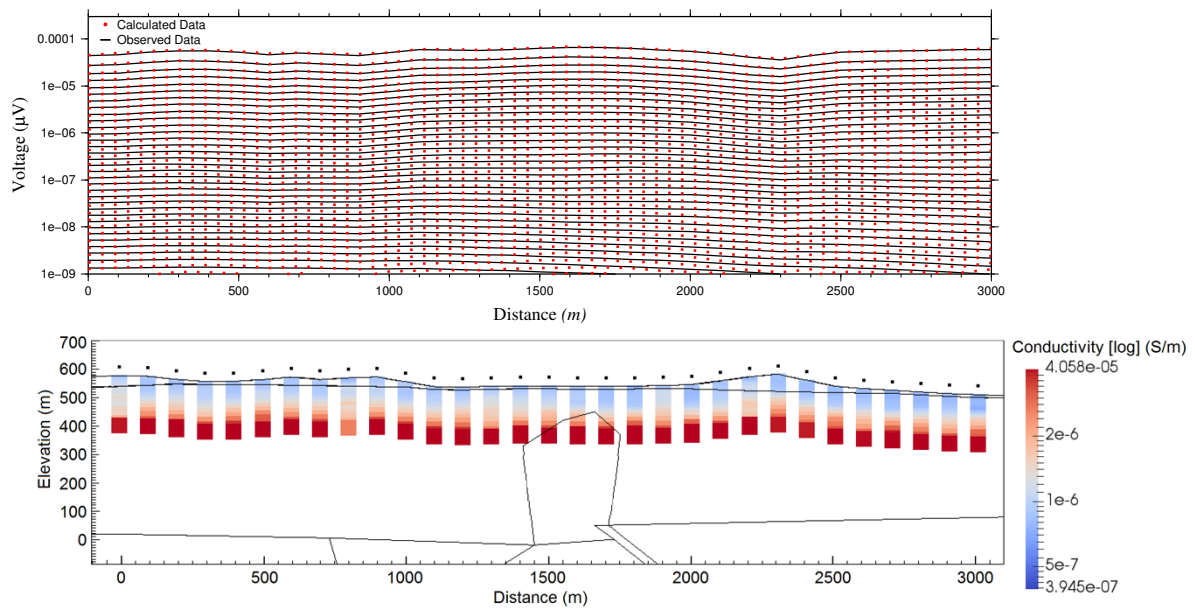 Calculated Data
Observed Data
0.0001
1e-05
1e-06
1e-07
1e-08
1e-09
Voltage (µV)
0 500 1000 1500 2000 2500 3000
Distance (m)
700
600
500
400
300
200
100
0
Elevation (m)
0 500 1000 1500 2000 2500 3000
Distance (m)
Conductivity [log] (S/m)
4.058e-05
2e-6
1e-6
5e-7
3.945e-07